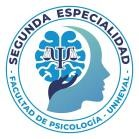 SEGUNDA ESPECIALIDAD
- FACULTAD DE PSICOLOGÍA - UNHEVAL -